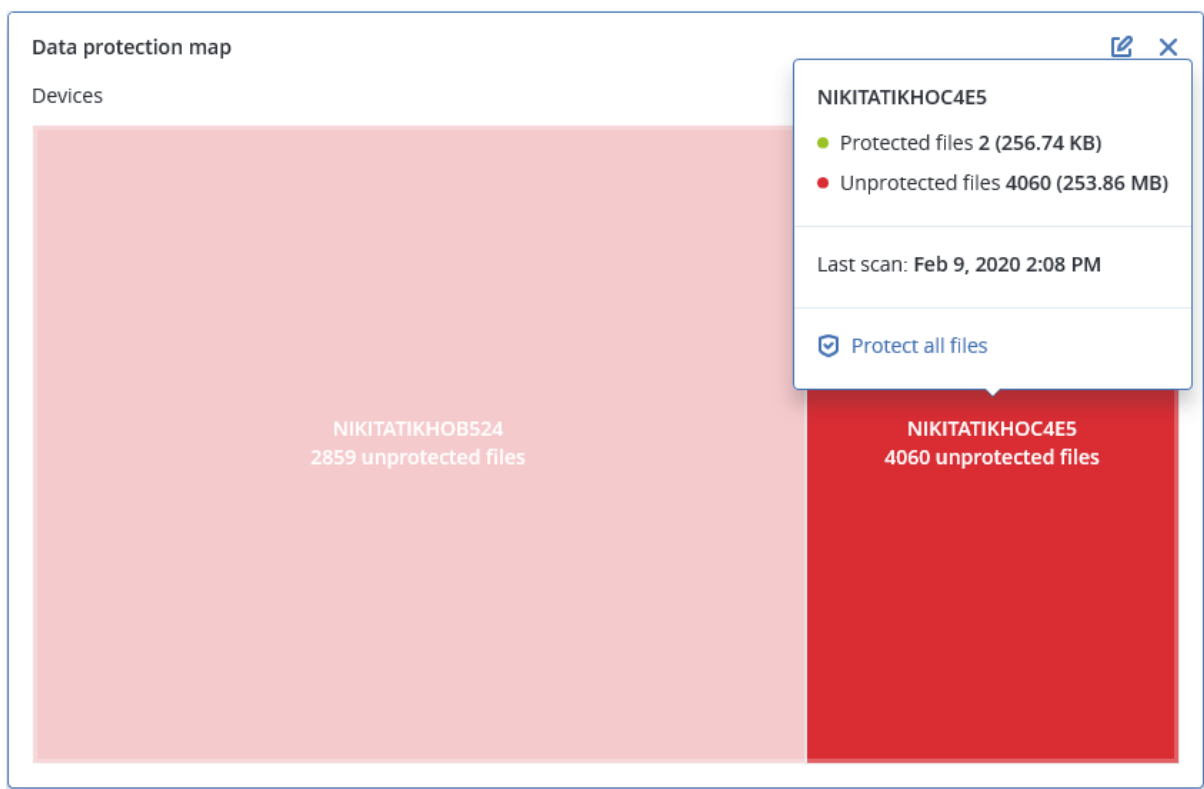 Data protection map
Devices
NIKITATIKHOC4E5
Protected files 2 (256.74 KB)
Unprotected files 4060 (253.86 MB)
Last scan: Feb 9, 2020 2:08 PM
Protect all files
NIKITATIKHOB524
2859 unprotected files
NIKITATIKHOC4E5
4060 unprotected files